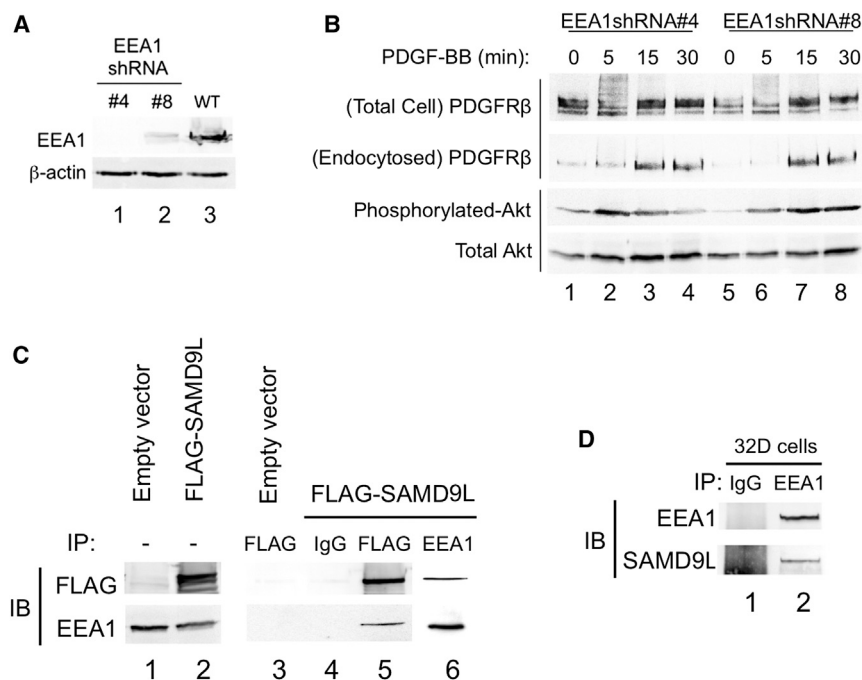 A
EEA1
shRNA
#4 #8 WT
EEA1
β-actin
1 2 3
B
EEA1shRNA#4 EEA1shRNA#8
PDGF-BB (min): 0 5 15 30 0 5 15 30
(Total Cell) PDGFRβ
(Endocytosed) PDGFRβ
Phosphorylated-Akt
Total Akt
1 2 3 4 5 6 7 8
C
Empty vector
FLAG-SAMD9L
Empty vector
FLAG-SAMD9L
IP: - - FLAG IgG FLAG EEA1
IB
FLAG
EEA1
1 2 3 4 5 6
D
32D cells
IP: IgG EEA1
IB
EEA1
SAMD9L
1 2